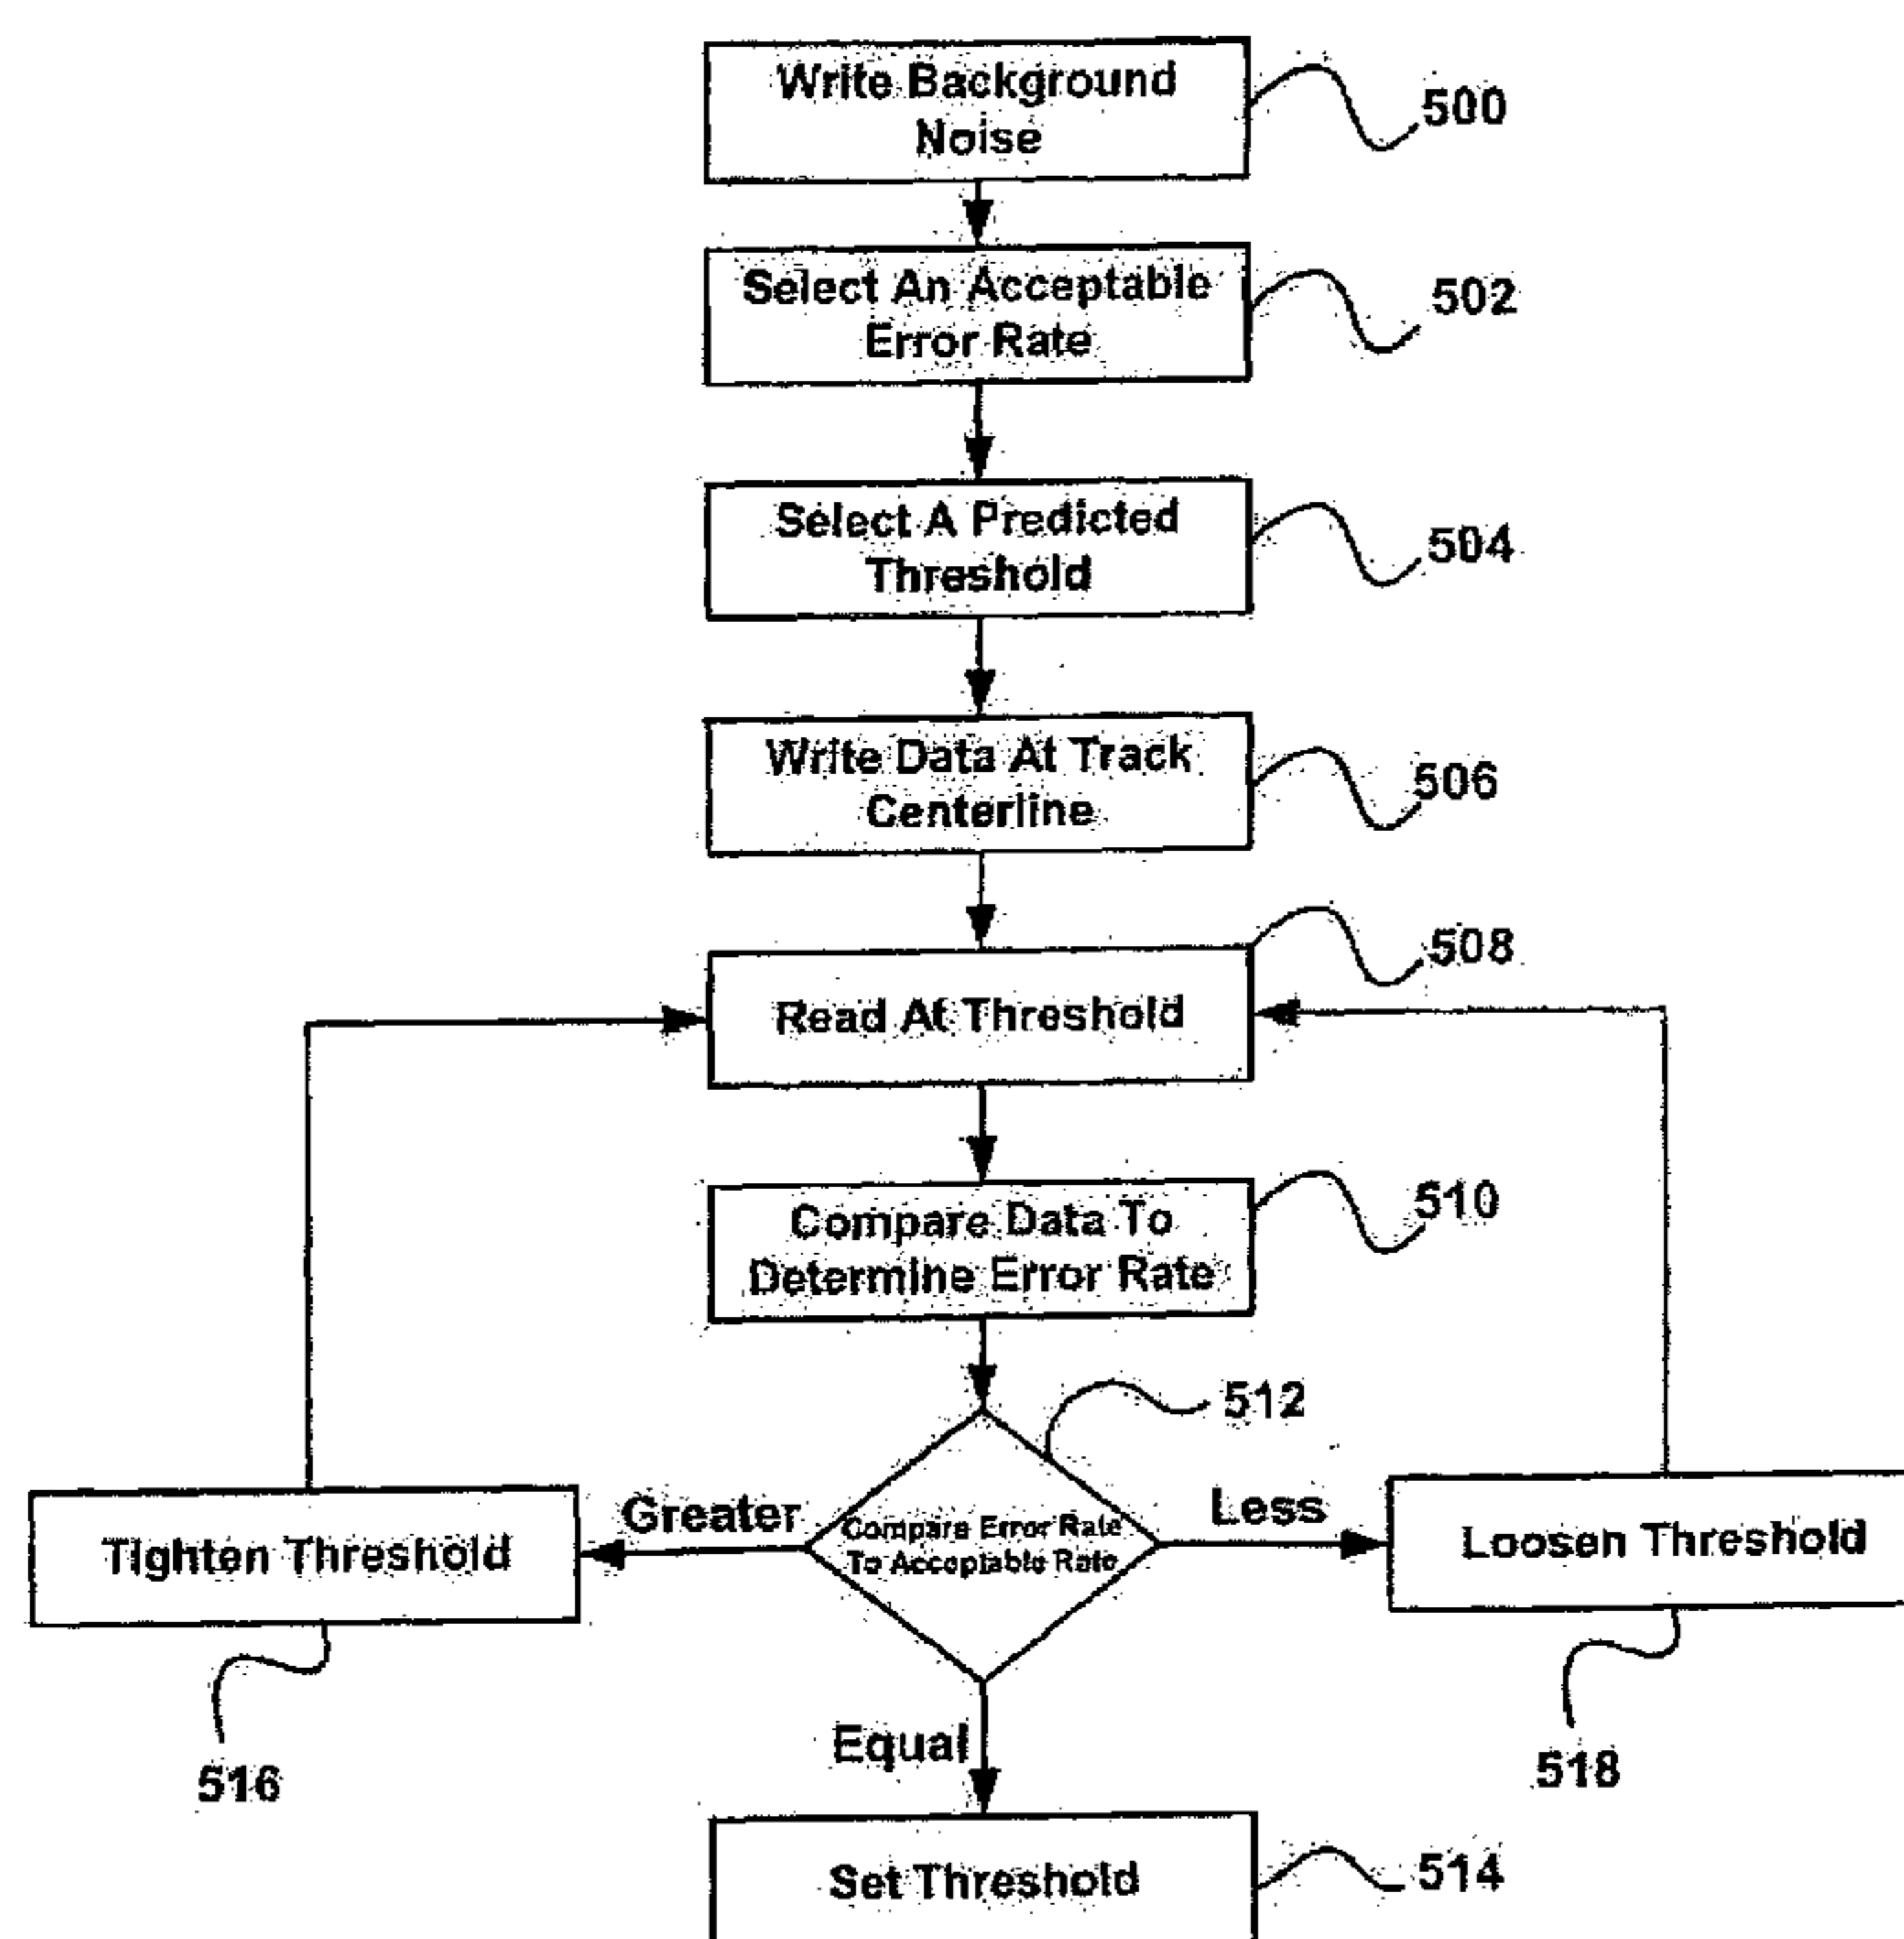 Write Background
Noise
500
Select An Acceptable
Error Rate
502
Select A Predicted
Threshold
504
Write Data At Track
Centerline
506
Read At Threshold
508
Compare Data To
Determine Error Rate
510
512
Compare Error Rate
To Acceptable Rate
Greater
Less
Tighten Threshold
Loosen Threshold
516
518
Equal
Set Threshold
514